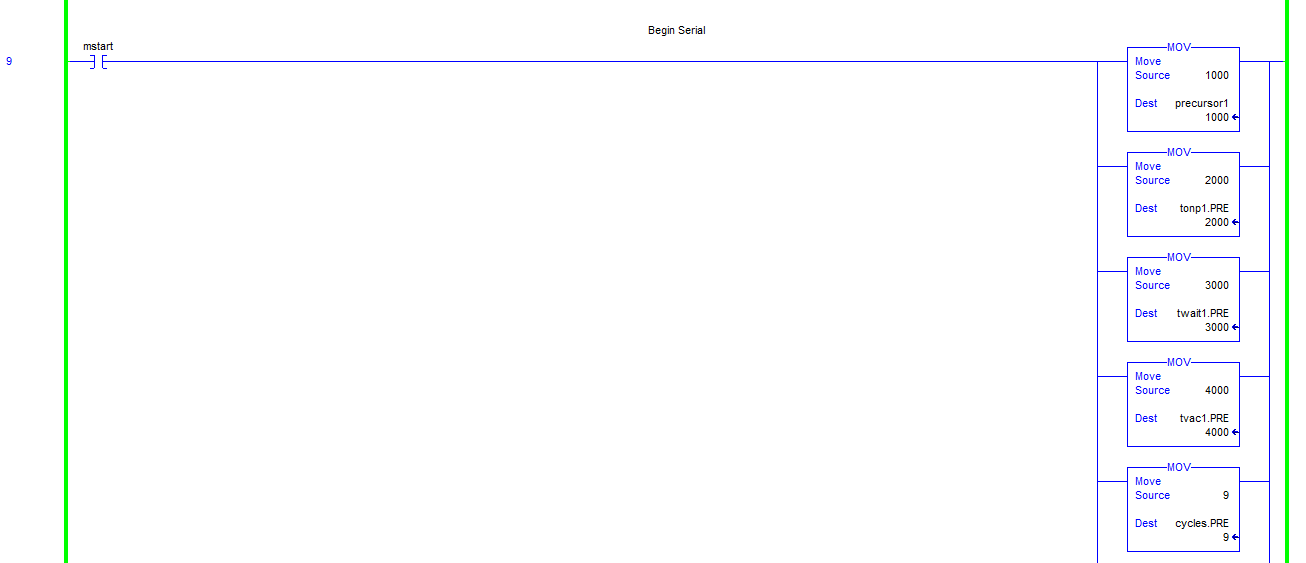 Begin Serial
mstart
9
MOV
Move
Source 1000
Dest precursor1
1000
MOV
Move
Source 2000
Dest tonp1.PRE
2000
MOV
Move
Source 3000
Dest twait1.PRE
3000
MOV
Move
Source 4000
Dest tvac1.PRE
4000
MOV
Move
Source 9
Dest cycles.PRE
9